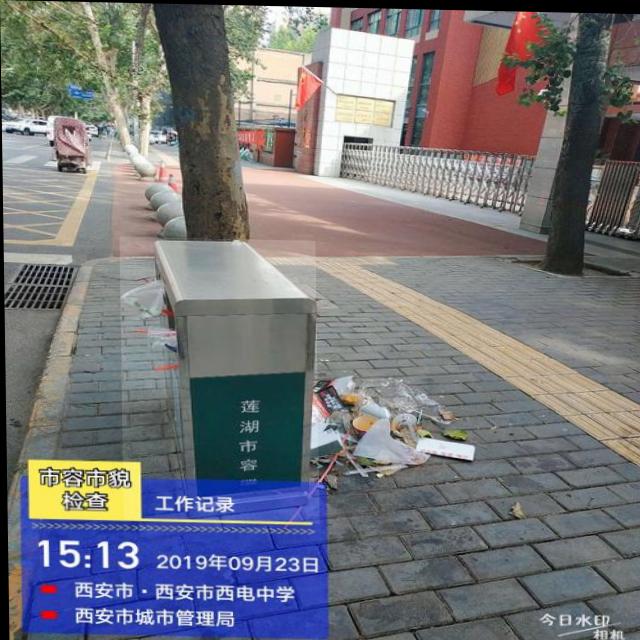 莲湖市容
市容市貌
检查
工作记录
15:13
2019年09月23日
西安市·西安市西电中学
西安市城市管理局
今日水印
相机